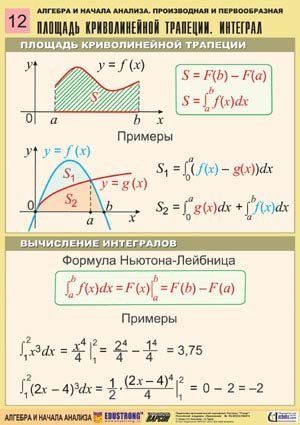 АЛГЕБРА И НАЧАЛА АНАЛИЗА. ПРОИЗВОДНАЯ И ПЕРВООБРАЗНАЯ
12
ПЛОЩАДЬ КРИВОЛИНЕЙНОЙ ТРАПЕЦИИ. ИНТЕГРАЛ
ПЛОЩАДЬ КРИВОЛИНЕЙНОЙ ТРАПЕЦИИ
y
y = f(x)
S
0 a b x
S = F(b) – F(a)
S = ∫ₐᵇ f(x)dx
Примеры
y = f(x)
y
S₁
y = g(x)
S₂
0 a b x
S₁ = ∫₀ᵃ (f(x) – g(x))dx
S₂ = ∫₀ᵃ g(x)dx + ∫ₐᵇ f(x)dx
ВЫЧИСЛЕНИЕ ИНТЕГРАЛОВ
Формула Ньютона-Лейбница
∫ₐᵇ f(x)dx = F(x)|ₐᵇ = F(b) – F(a)
Примеры
∫₁² x³dx = x⁴/4 |₁² = 2⁴/4 – 1⁴/4 = 3,75
∫₁² (2x – 4)³dx = 1/2 · (2x – 4)⁴/4 |₁² = 0 – 2 = –2
АЛГЕБРА И НАЧАЛА АНАЛИЗА
EDUSTRONG
ВАРСОН